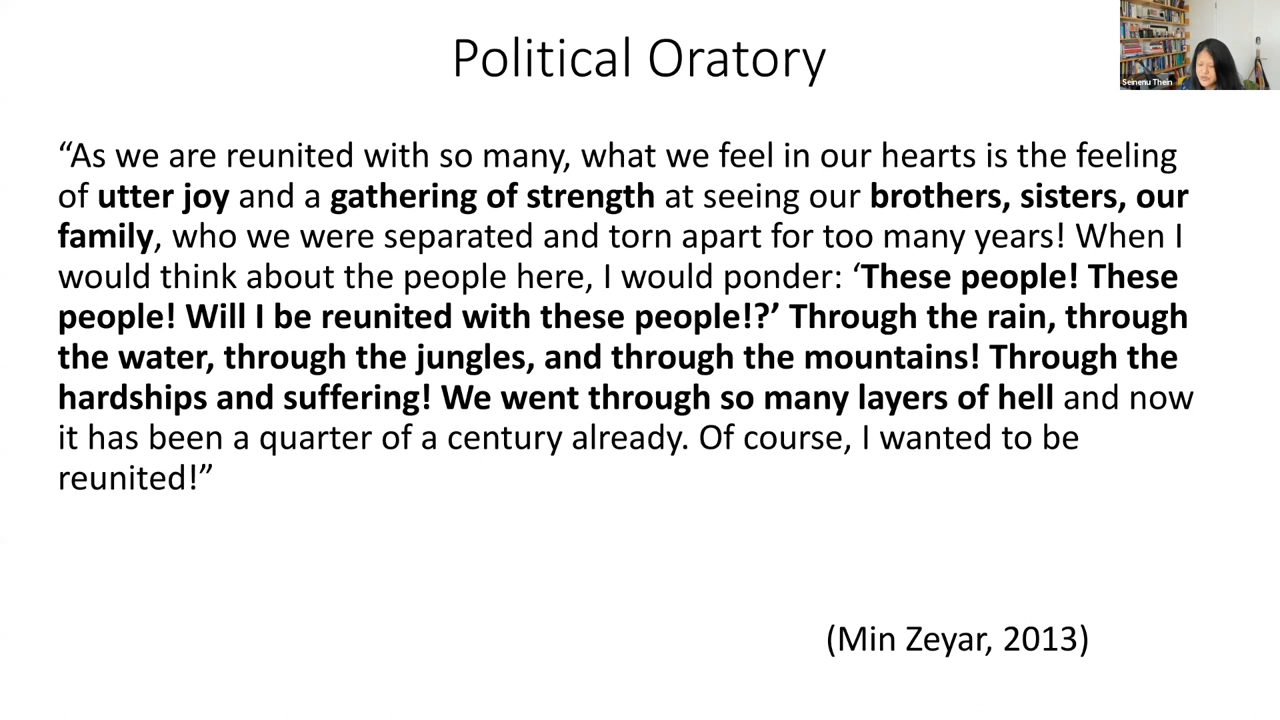 Political Oratory
Seinenu Thein
“As we are reunited with so many, what we feel in our hearts is the feeling
of utter joy and a gathering of strength at seeing our brothers, sisters, our
family, who we were separated and torn apart for too many years! When I
would think about the people here, I would ponder: ‘These people! These
people! Will I be reunited with these people!?’ Through the rain, through
the water, through the jungles, and through the mountains! Through the
hardships and suffering! We went through so many layers of hell and now
it has been a quarter of a century already. Of course, I wanted to be
reunited!”
(Min Zeyar, 2013)